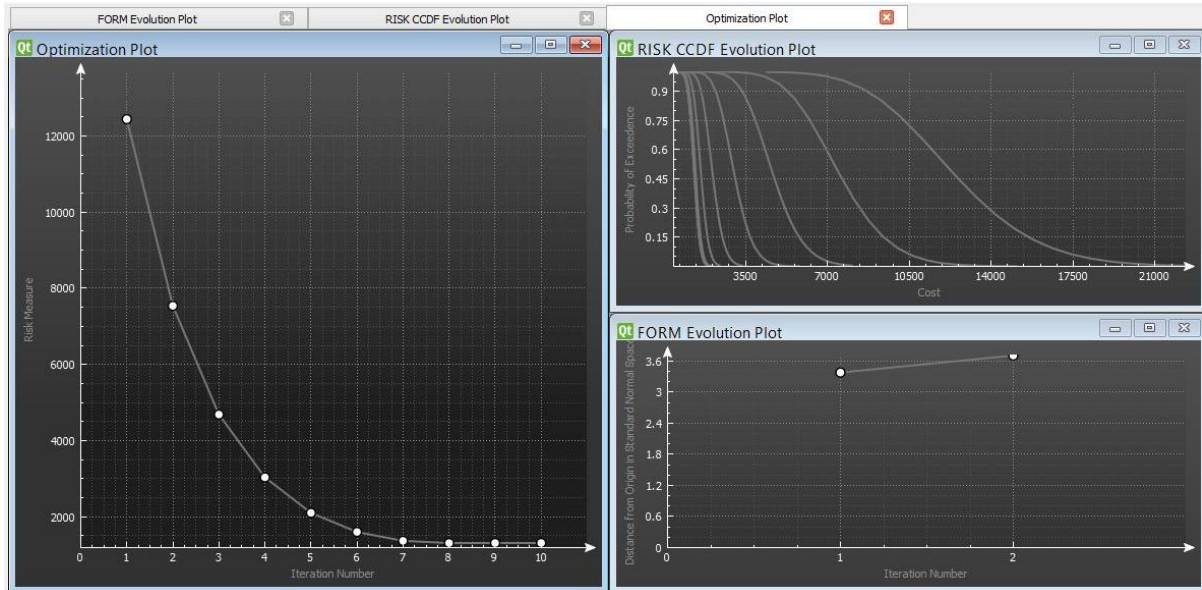 FORM Evolution Plot
RISK CCDF Evolution Plot
Optimization Plot
Qt Optimization Plot
12000
10000
8000
6000
4000
2000
Risk Measure
0 1 2 3 4 5 6 7 8 9 10
Iteration Number
Qt RISK CCDF Evolution Plot
0.9
0.75
0.6
0.45
0.3
0.15
Probability of Exceedence
3500 7000 10500 14000 17500 21000
Cost
Qt FORM Evolution Plot
3.6
3
2.4
1.8
1.2
0.6
0
Distance from Origin in Standard Normal Space
0 1 2
Iteration Number